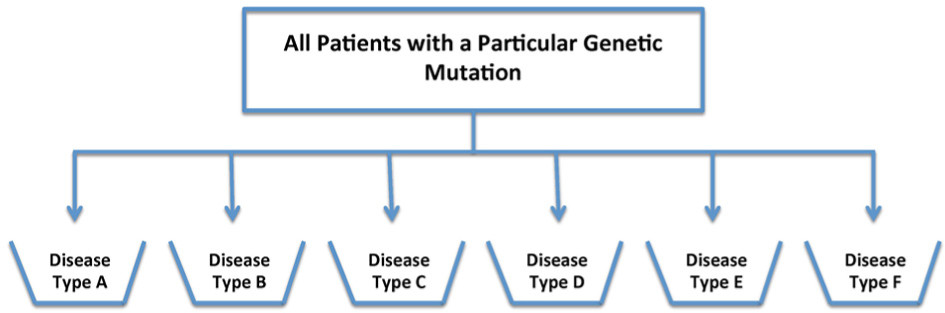 All Patients with a Particular Genetic
Mutation
Disease
Type A
Disease
Type B
Disease
Type C
Disease
Type D
Disease
Type E
Disease
Type F